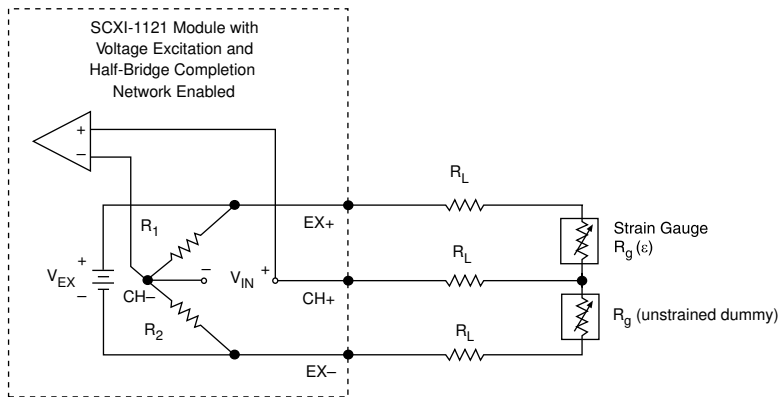 SCXI-1121 Module with
Voltage Excitation and
Half-Bridge Completion
Network Enabled
+
–
R1
EX+
RL
Strain Gauge
Rg (ε)
+
VEX
–
–
VIN
+
CH–
CH+
RL
R2
Rg (unstrained dummy)
EX–
RL